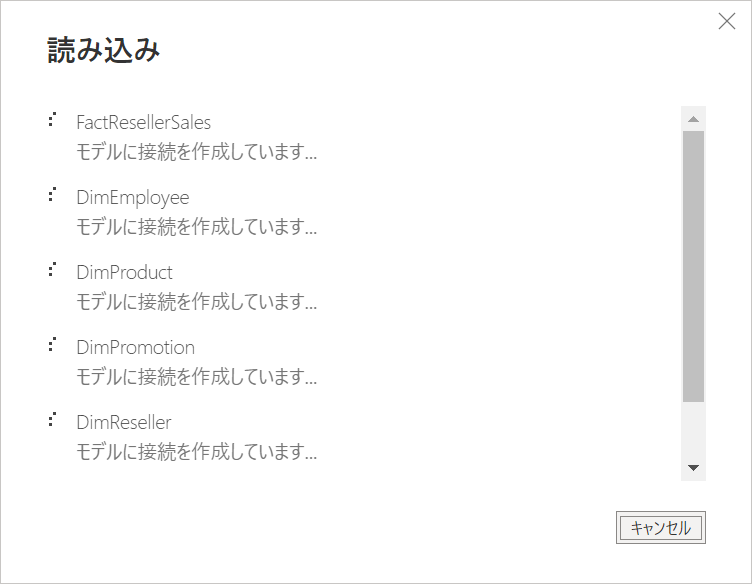 読み込み
FactResellerSales
モデルに接続を作成しています...
DimEmployee
モデルに接続を作成しています...
DimProduct
モデルに接続を作成しています...
DimPromotion
モデルに接続を作成しています...
DimReseller
モデルに接続を作成しています...
キャンセル